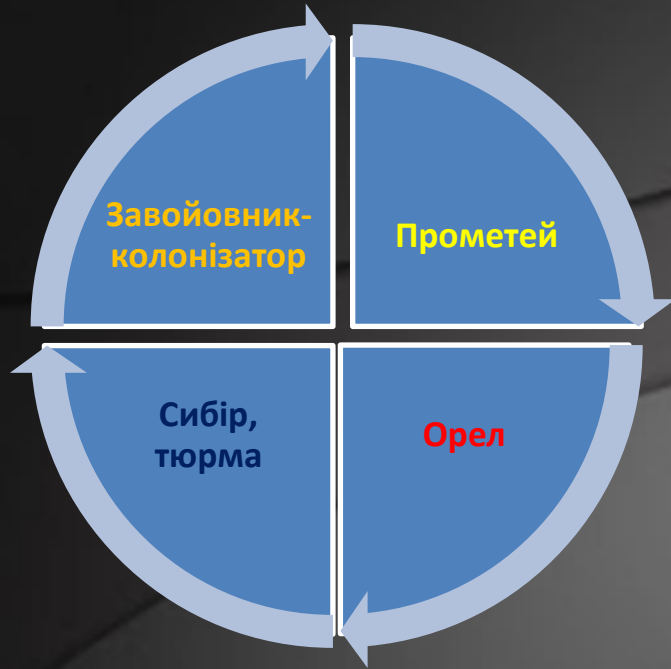 Завойовник-
колонізатор
Прометей
Сибір,
тюрма
Орел